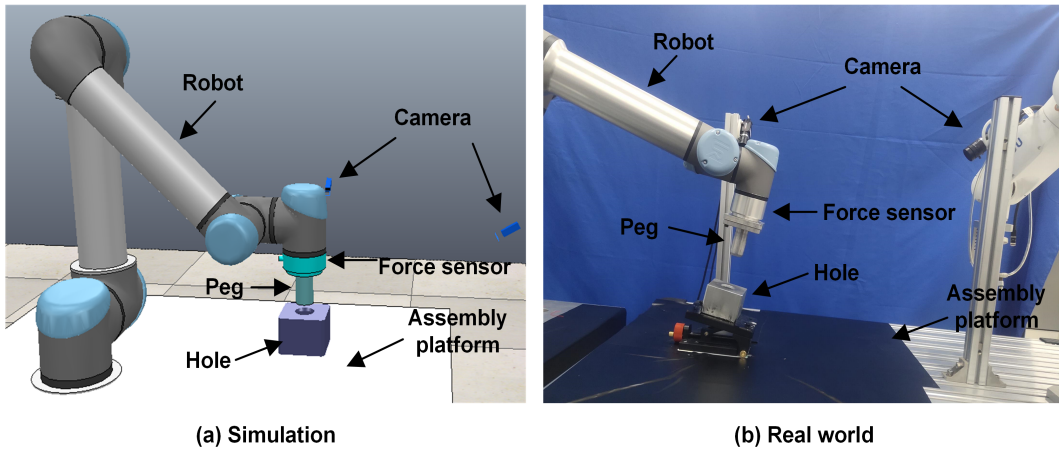 Robot
Camera
Force sensor
Peg
Assembly
platform
Hole
(a) Simulation
Robot
Camera
Force sensor
Peg
Hole
Assembly
platform
(b) Real world